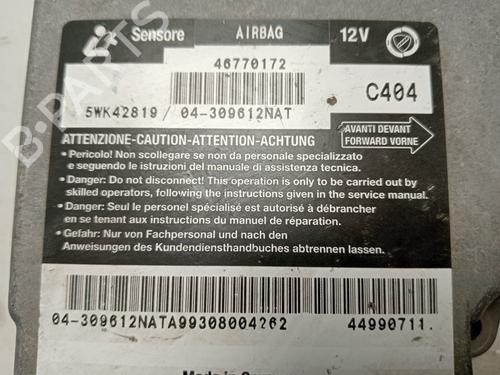 Sensore AIRBAG 12V
46770172
C404
5WK42819 / 04-309612NAT
ATTENZIONE-CAUTION-ATTENTION-ACHTUNG
AVANTI DEVANT
FORWARD VORNE
• Pericolo! Non scollegare se non da personale specializzato
e seguendo le istruzioni del manuale di assistenza tecnica.
• Danger: Do not disconnect! This operation is only to be carried out by
skilled operators, following the instructions given in the service manual.
• Danger: Seul le personel spécialisé est autorisé à débrancher
en se tenant aux instructions du manuel de réparation.
• Gefahr: Nur von Fachpersonal und nach den
Anweisungen des Kundendiensthandbuches abtrennen lassen.
04-309612NATA99308004262 44990711.
Made in
B-PARTS